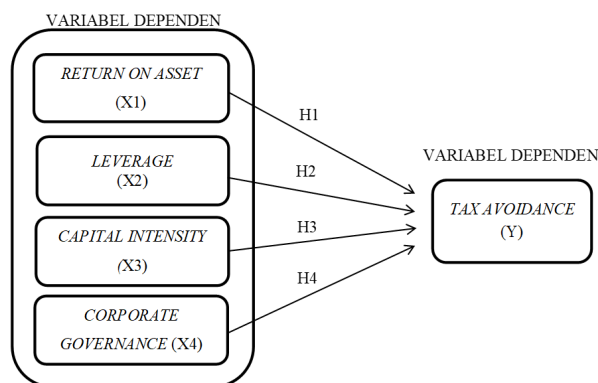 VARIABEL DEPENDEN
RETURN ON ASSET
(X1)
LEVERAGE
(X2)
CAPITAL INTENSITY
(X3)
CORPORATE
GOVERNANCE (X4)
H1
H2
H3
H4
VARIABEL DEPENDEN
TAX AVOIDANCE
(Y)